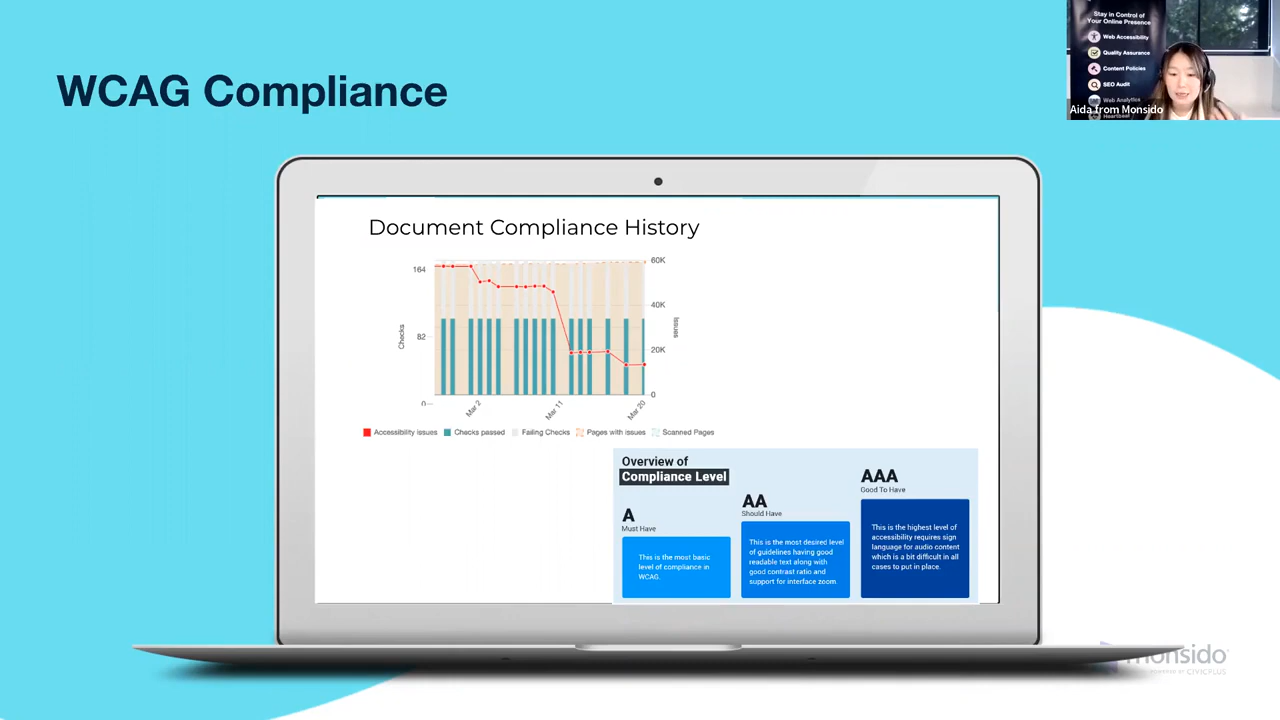 WCAG Compliance
Stay in Control of
Your Online Presence
Web Accessibility
Quality Assurance
Content Policies
SEO Audit
Web Analytics
Heartbeat
Aida from Monsido
Document Compliance History
164
82
0
Checks
60K
40K
20K
0
Issues
Mar 2
Mar 11
Mar 20
Accessibility issues
Checks passed
Failing Checks
Pages with issues
Scanned Pages
Overview of
Compliance Level
A
Must Have
This is the most basic
level of compliance in
WCAG.
AA
Should Have
This is the most desired level
of guidelines having good
readable text along with
good contrast ratio and
support for interface zoom.
AAA
Good To Have
This is the highest level of
accessibility requires sign
language for audio content
which is a bit difficult in all
cases to put in place.
monsido
POWERED BY CIVICPLUS